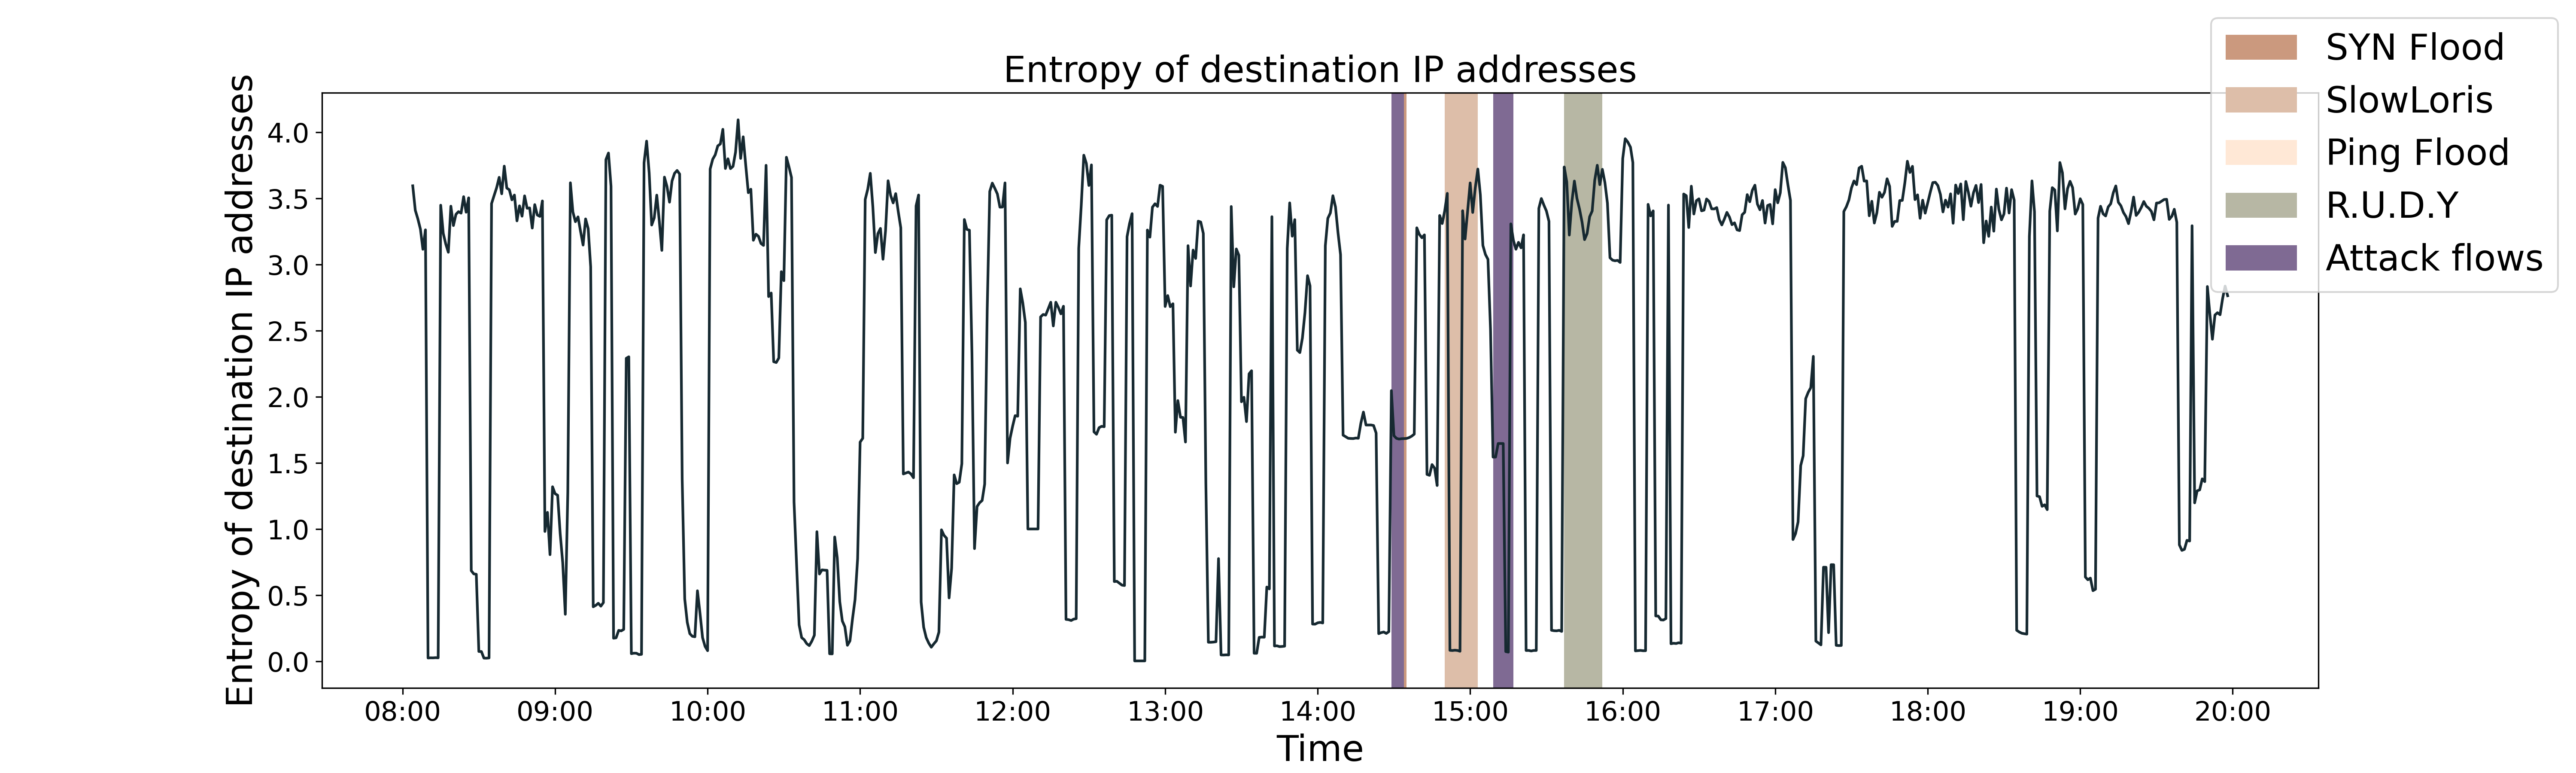 Entropy of destination IP addresses
SYN Flood
SlowLoris
Ping Flood
R.U.D.Y
Attack flows
Entropy of destination IP addresses
4.0
3.5
3.0
2.5
2.0
1.5
1.0
0.5
0.0
08:00 09:00 10:00 11:00 12:00 13:00 14:00 15:00 16:00 17:00 18:00 19:00 20:00
Time